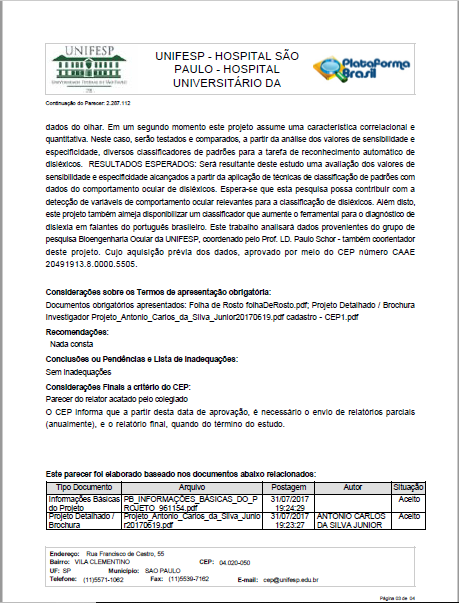 UNIFESP
UNIFESP - HOSPITAL SÃO
PAULO - HOSPITAL
UNIVERSITÁRIO DA
PlataForma
Brasil
Continuação do Parecer: 2.287.112
dados do olhar. Em um segundo momento este projeto assume uma característica correlacional e
quantitativa. Neste caso, serão testados e comparados, a partir da análise dos valores de sensibilidade e
especificidade, diversos classificadores de padrões para a tarefa de reconhecimento automático de
disléxicos. RESULTADOS ESPERADOS: Será resultante deste estudo uma avaliação dos valores de
sensibilidade e especificidade alcançados a partir da aplicação de técnicas de classificação de padrões com
dados do comportamento ocular de disléxicos. Espera-se que esta pesquisa possa contribuir com a
detecção de variáveis de comportamento ocular relevantes para a classificação de disléxicos. Além disto,
este projeto também almeja disponibilizar um classificador que aumente o ferramental para o diagnóstico de
dislexia em falantes do português brasileiro. Este trabalho analisará dados provenientes do grupo de
pesquisa Bioengenharia Ocular da UNIFESP, coordenado pelo Prof. LD. Paulo Schor - também coorientador
deste projeto. Cujo aquisição prévia dos dados, aprovado por meio do CEP número CAAE
20491913.8.0000.5505.
Considerações sobre os Termos de apresentação obrigatória:
Documentos obrigatórios apresentados: Folha de Rosto folhaDeRosto.pdf; Projeto Detalhado / Brochura
Investigador Projeto_Antonio_Carlos_da_Silva_Junior20170619.pdf cadastro - CEP1.pdf
Recomendações:
Nada consta
Conclusões ou Pendências e Lista de Inadequações:
Sem inadequações
Considerações Finais a critério do CEP:
Parecer do relator acatado pelo colegiado
O CEP informa que a partir desta data de aprovação, é necessário o envio de relatórios parciais
(anualmente), e o relatório final, quando do término do estudo.
Este parecer foi elaborado baseado nos documentos abaixo relacionados:
Tipo Documento Arquivo Postagem Autor Situação
Informações Básicas PB_INFORMAÇÕES_BÁSICAS_DO_P 31/07/2017 Aceito
do Projeto ROJETO_961154.pdf 19:24:29
Projeto Detalhado / Projeto_Antonio_Carlos_da_Silva_Junio 31/07/2017 ANTONIO CARLOS Aceito
Brochura r20170619.pdf 19:23:27 DA SILVA JUNIOR
Endereço: Rua Francisco de Castro, 55
Bairro: VILA CLEMENTINO CEP: 04.020-050
UF: SP Município: SAO PAULO
Telefone: (11)5571-1062 Fax: (11)5539-7162 E-mail: cep@unifesp.edu.br
Página 03 de 04